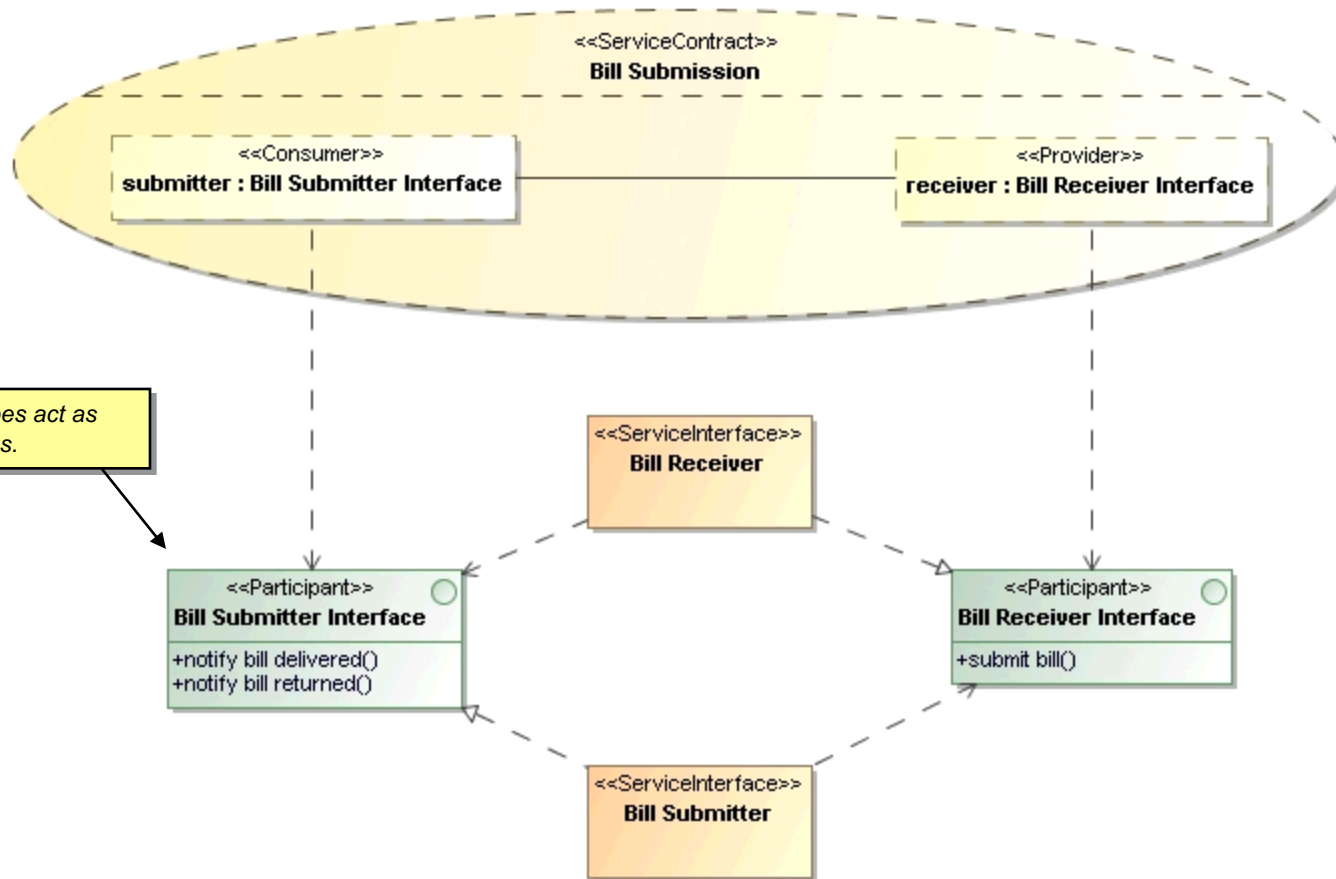 <<ServiceContract>>
Bill Submission
<<Consumer>>
submitter : Bill Submitter Interface
<<Provider>>
receiver : Bill Receiver Interface
act as
<<ServiceInterface>>
Bill Receiver
<<Participant>>
Bill Submitter Interface
+notify bill delivered()
+notify bill returned()
<<Participant>>
Bill Receiver Interface
+submit bill()
<<ServiceInterface>>
Bill Submitter